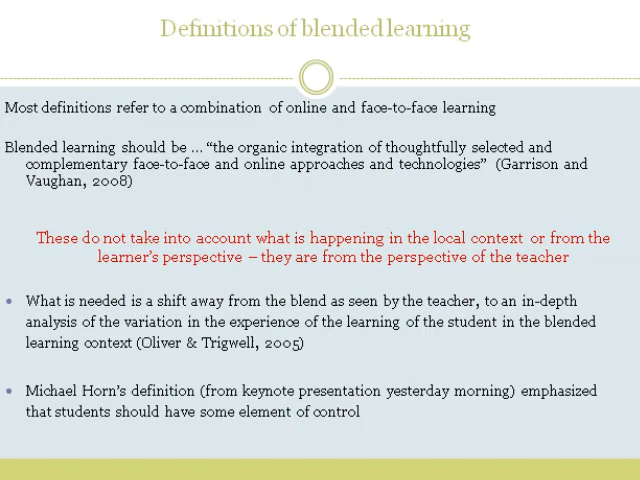 Definitions of blended learning
Most definitions refer to a combination of online and face-to-face learning
Blended learning should be ... “the organic integration of thoughtfully selected and
complementary face-to-face and online approaches and technologies” (Garrison and
Vaughan, 2008)
These do not take into account what is happening in the local context or from the
learner’s perspective – they are from the perspective of the teacher
• What is needed is a shift away from the blend as seen by the teacher, to an in-depth
analysis of the variation in the experience of the learning of the student in the blended
learning context (Oliver & Trigwell, 2005)
• Michael Horn’s definition (from keynote presentation yesterday morning) emphasized
that students should have some element of control